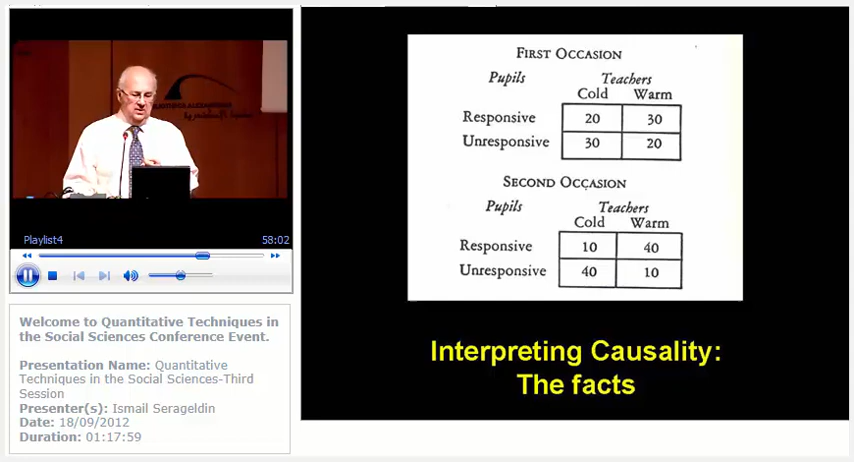 Playlist4 58:02
Welcome to Quantitative Techniques in
the Social Sciences Conference Event.
Presentation Name: Quantitative
Techniques in the Social Sciences-Third
Session
Presenter(s): Ismail Serageldin
Date: 18/09/2012
Duration: 01:17:59
FIRST OCCASION
Pupils Teachers
Cold Warm
Responsive 20 30
Unresponsive 30 20
SECOND OCCASION
Pupils Teachers
Cold Warm
Responsive 10 40
Unresponsive 40 10
Interpreting Causality:
The facts